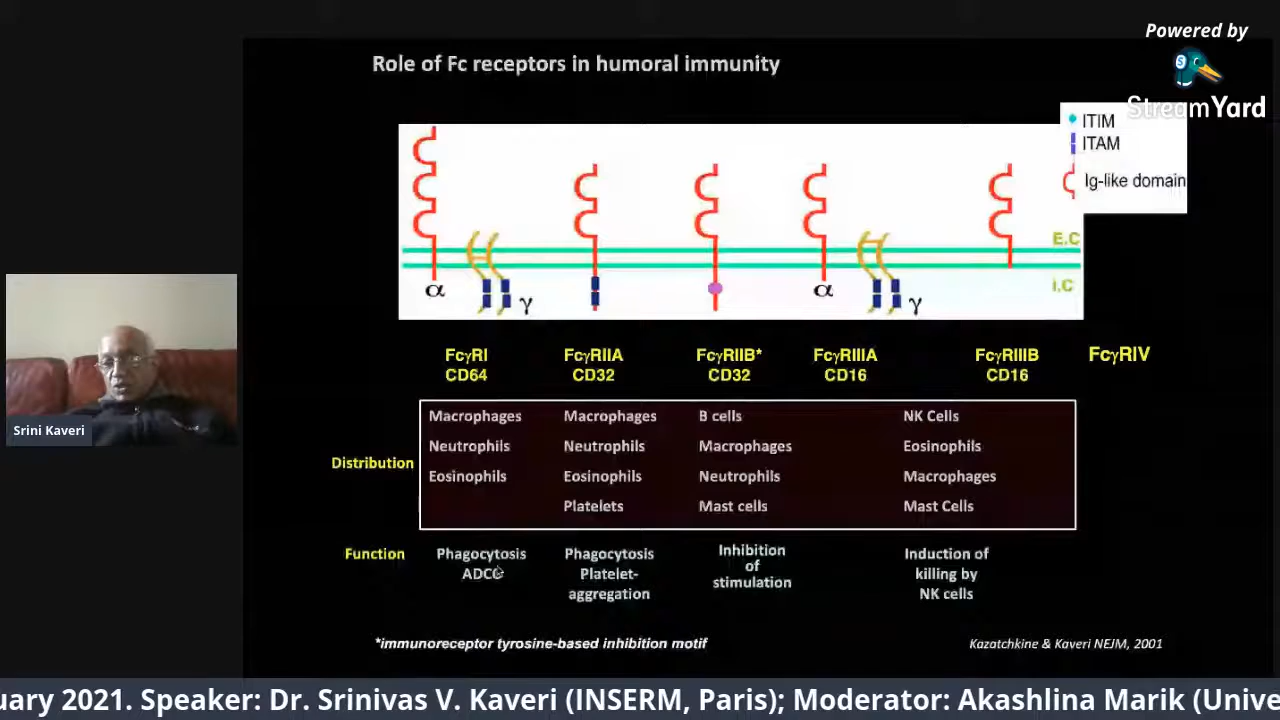 Powered by
StreamYard
Role of Fc receptors in humoral immunity
ITIM
ITAM
Ig-like domain
E.C
I.C
α
γ
α
γ
FcγRI
CD64
FcγRIIA
CD32
FcγRIIB*
CD32
FcγRIIIA
CD16
FcγRIIIB
CD16
FcγRIV
Distribution
Macrophages
Neutrophils
Eosinophils
Macrophages
Neutrophils
Eosinophils
Platelets
B cells
Macrophages
Neutrophils
Mast cells
NK Cells
Eosinophils
Macrophages
Mast Cells
Function
Phagocytosis
ADCC
Phagocytosis
Platelet-
aggregation
Inhibition
of
stimulation
Induction of
killing by
NK cells
*immunoreceptor tyrosine-based inhibition motif
Kazatchkine & Kaveri NEJM, 2001
Srini Kaveri
uary 2021. Speaker: Dr. Srinivas V. Kaveri (INSERM, Paris); Moderator: Akashlina Marik (Unive